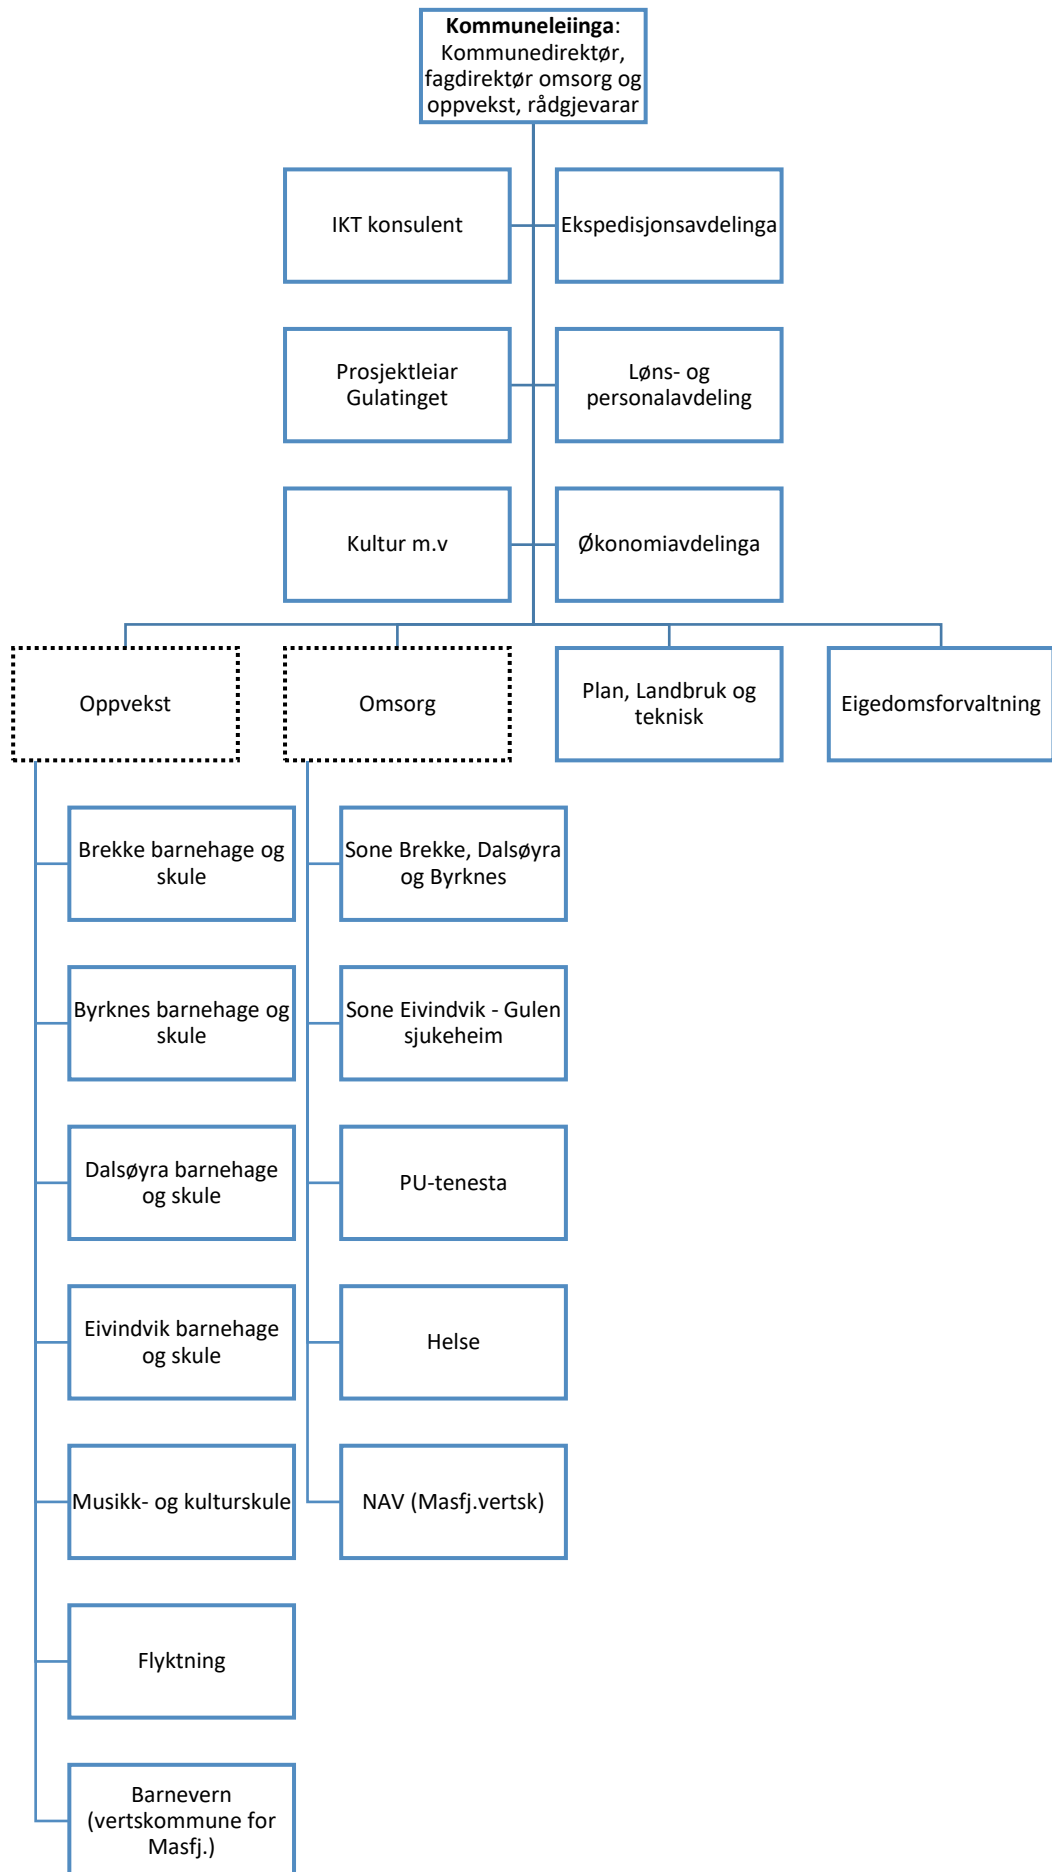 Kommuneleiinga:
Kommunedirektør,
fagdirektør omsorg og
oppvekst, rådgjevarar
IKT konsulent
Ekspedisjonsavdelinga
Prosjektleiar
Gulatinget
Løns- og
personalavdeling
Kultur m.v
Økonomiavdelinga
Oppvekst
Omsorg
Plan, Landbruk og
teknisk
Eigedomsforvaltning
Brekke barnehage og
skule
Sone Brekke, Dalsøyra
og Byrknes
Byrknes barnehage og
skule
Sone Eivindvik - Gulen
sjukeheim
Dalsøyra barnehage
og skule
PU-tenesta
Eivindvik barnehage
og skule
Helse
Musikk- og kulturskule
NAV (Masfj.vertsk)
Flyktning
Barnevern
(vertskommune for
Masfj.)